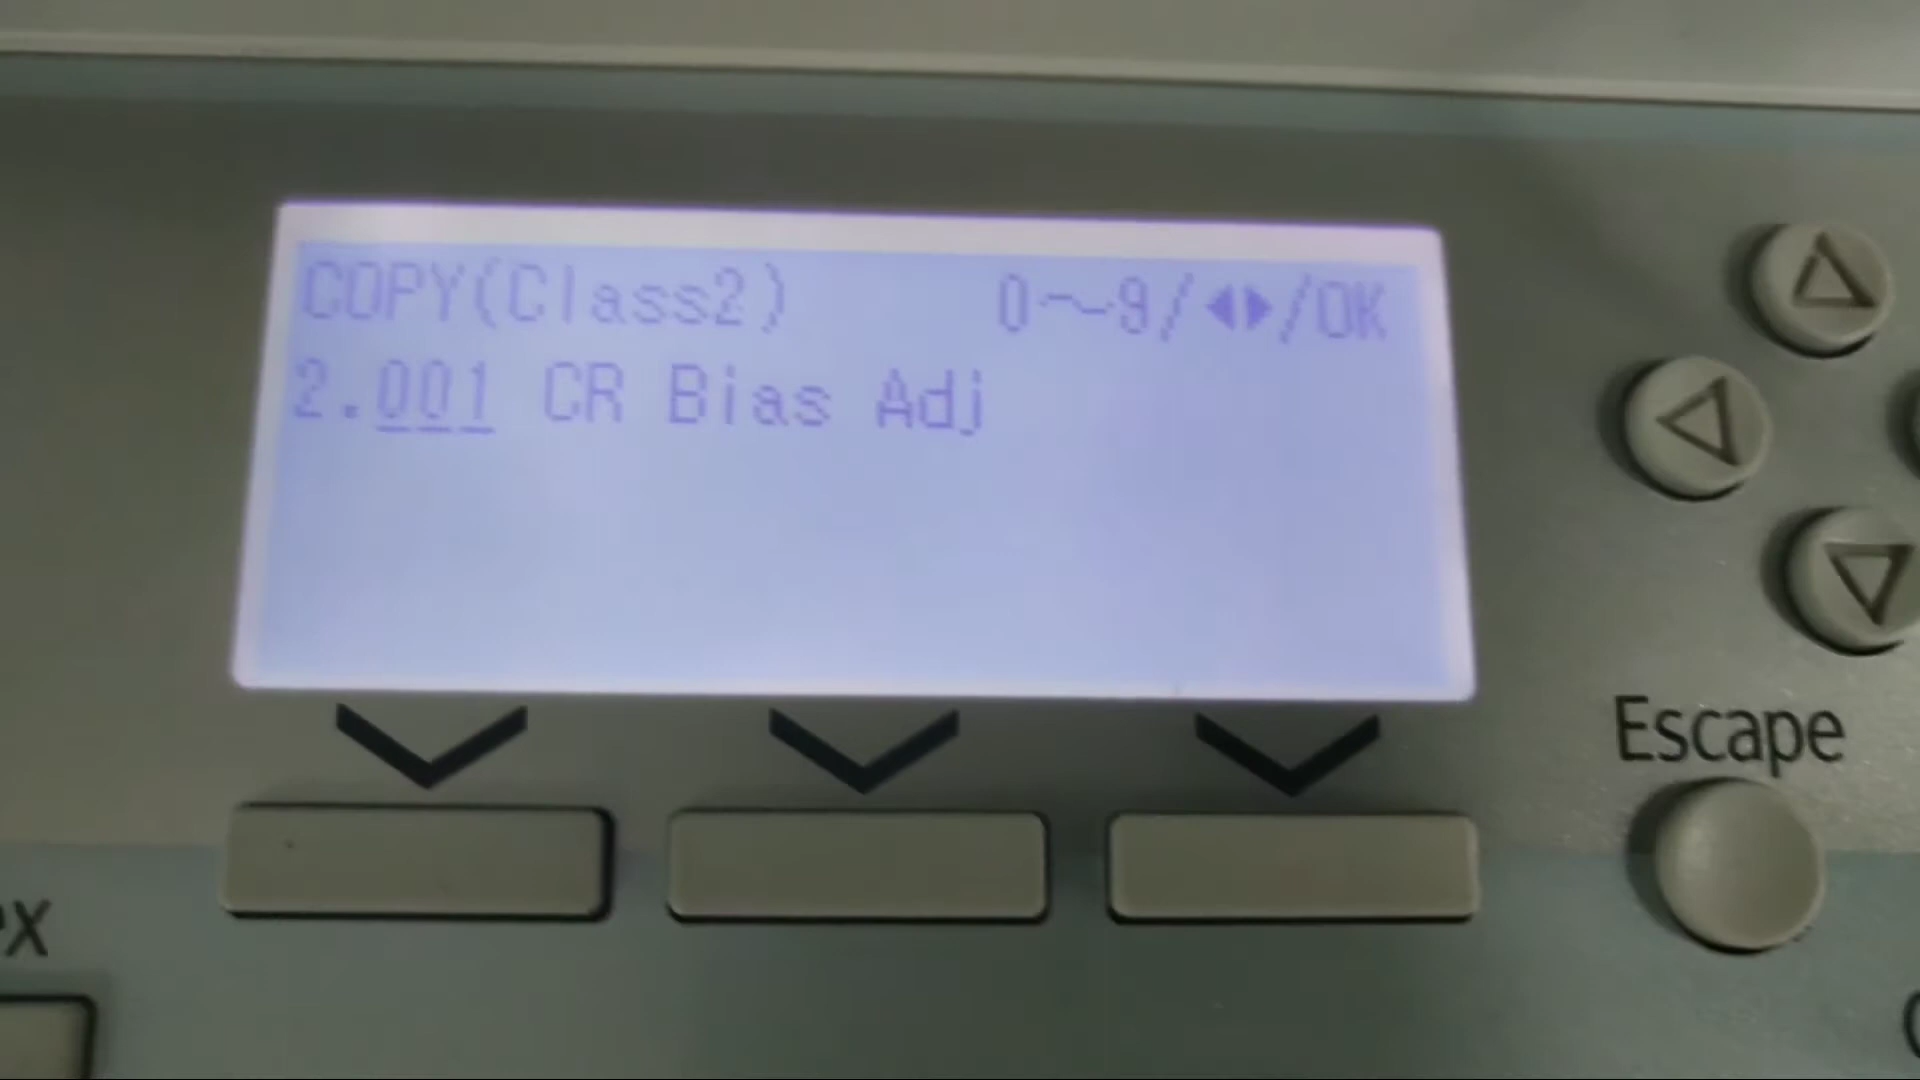 COPY(Class2) 0～9/◀▶/OK
2.001 CR Bias Adj
Escape